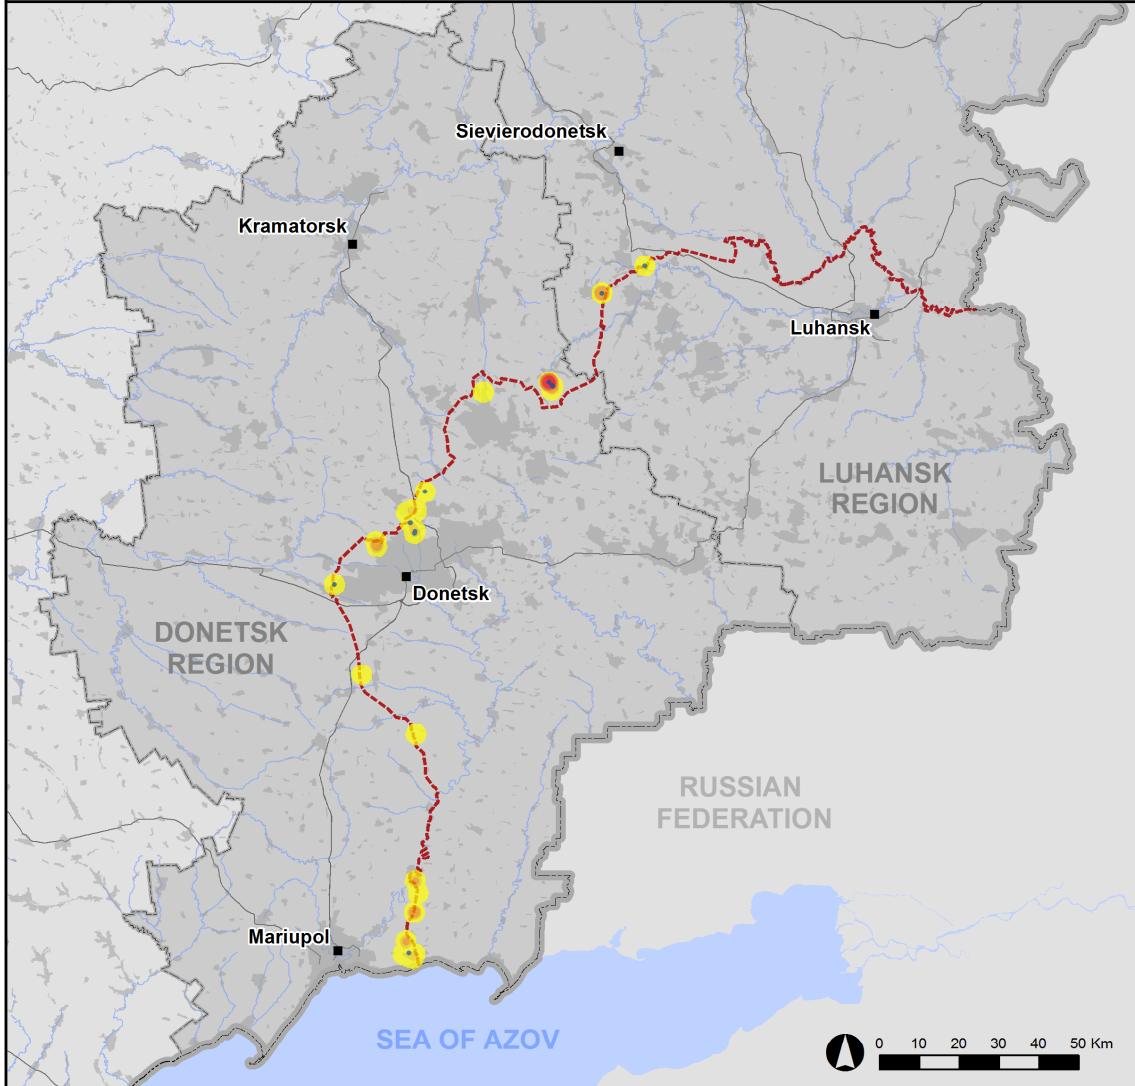 Sievierodonetsk
Kramatorsk
Luhansk
LUHANSK
REGION
Donetsk
DONETSK
REGION
RUSSIAN
FEDERATION
Mariupol
SEA OF AZOV
0 10 20 30 40 50 Km